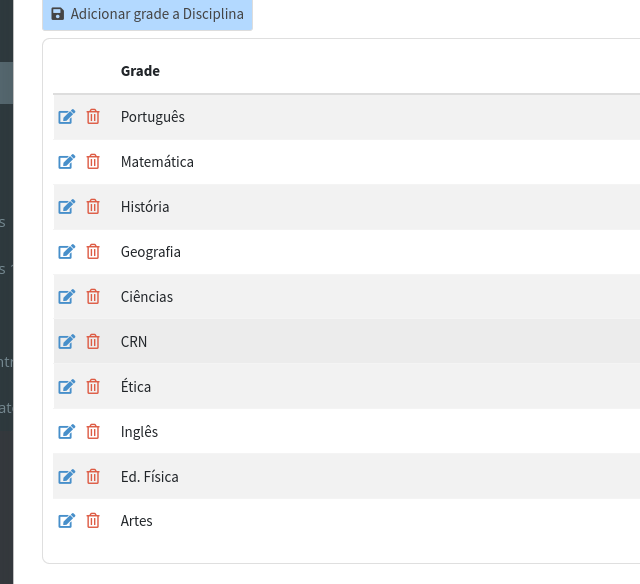 Adicionar grade a Disciplina
Grade
Português
Matemática
História
Geografia
Ciências
CRN
Ética
Inglês
Ed. Física
Artes